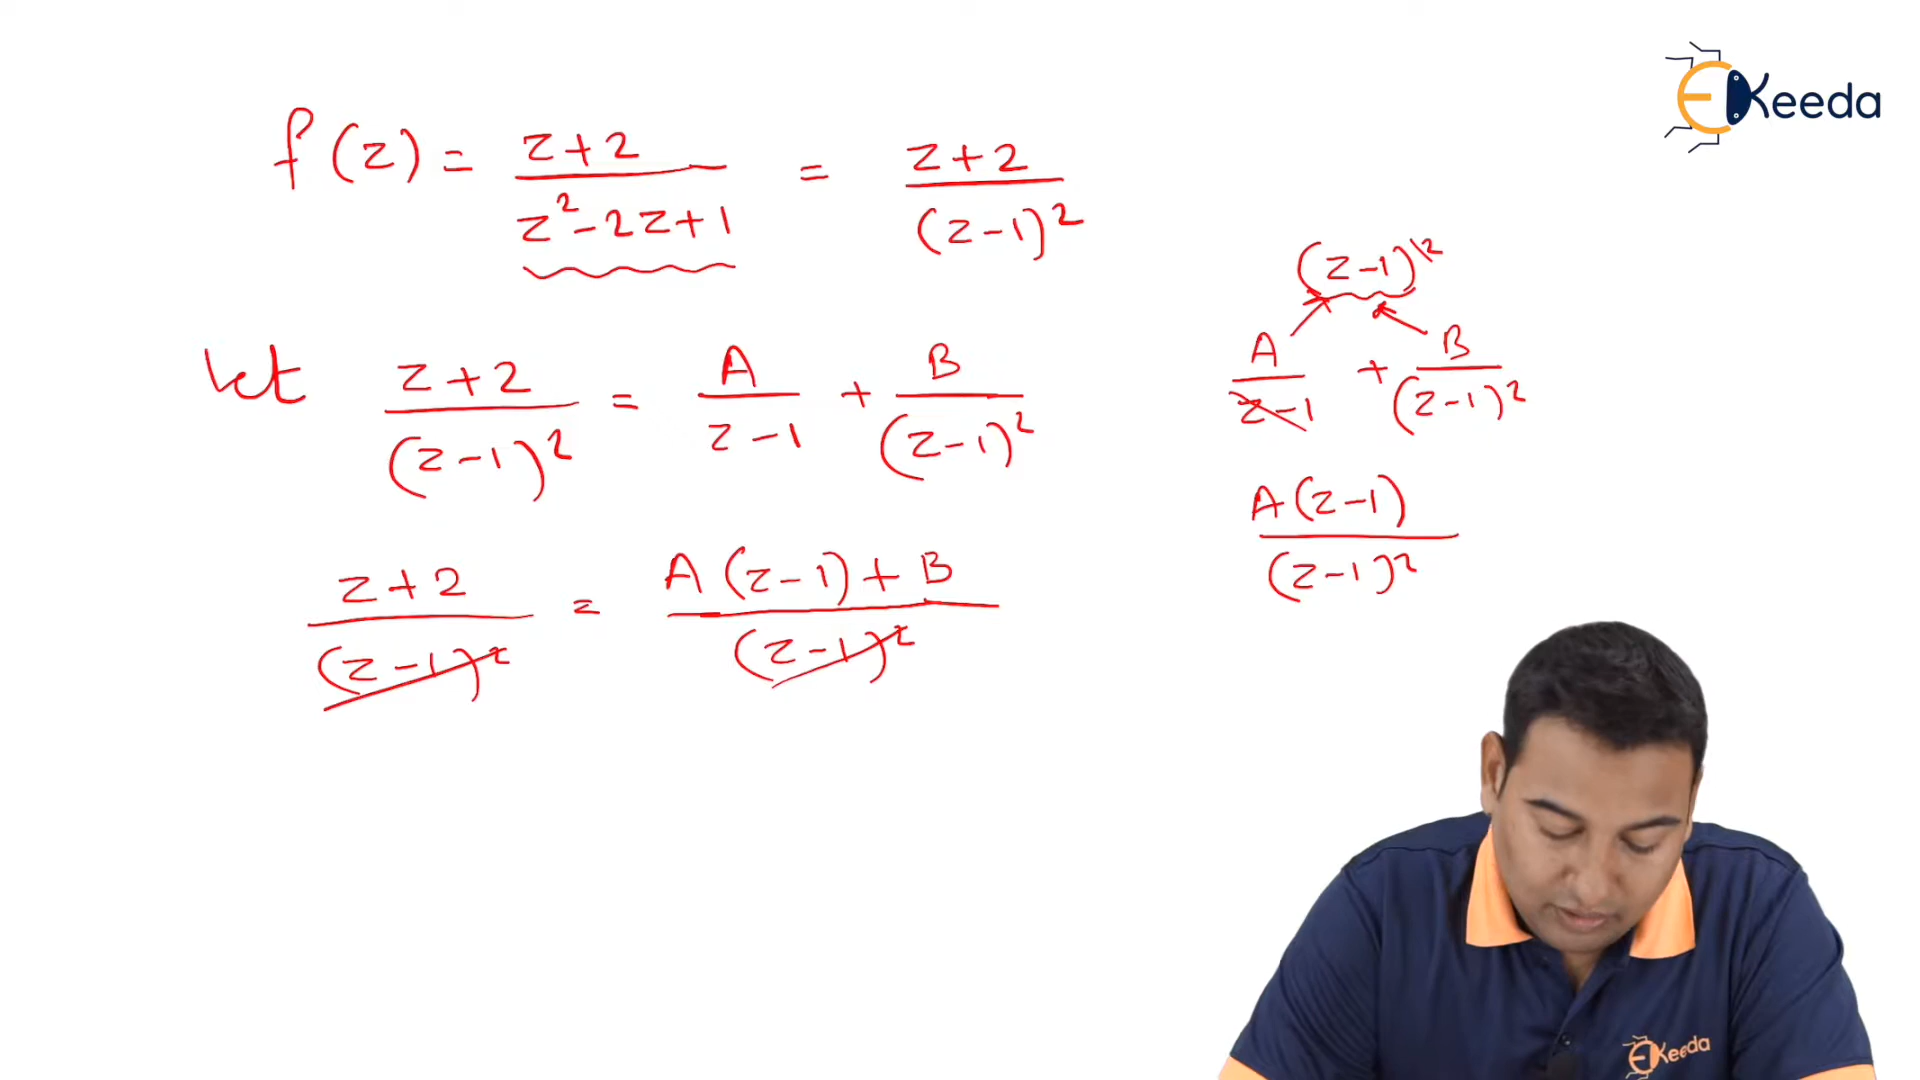 EKeeda
f(z) = z+2 / z²-2z+1 = z+2 / (z-1)²
(z-1)²
let z+2 / (z-1)² = A / z-1 + B / (z-1)²
A / z-1 + B / (z-1)²
A(z-1) / (z-1)²
z+2 / (z-1)² = A(z-1)+B / (z-1)²
EKeeda